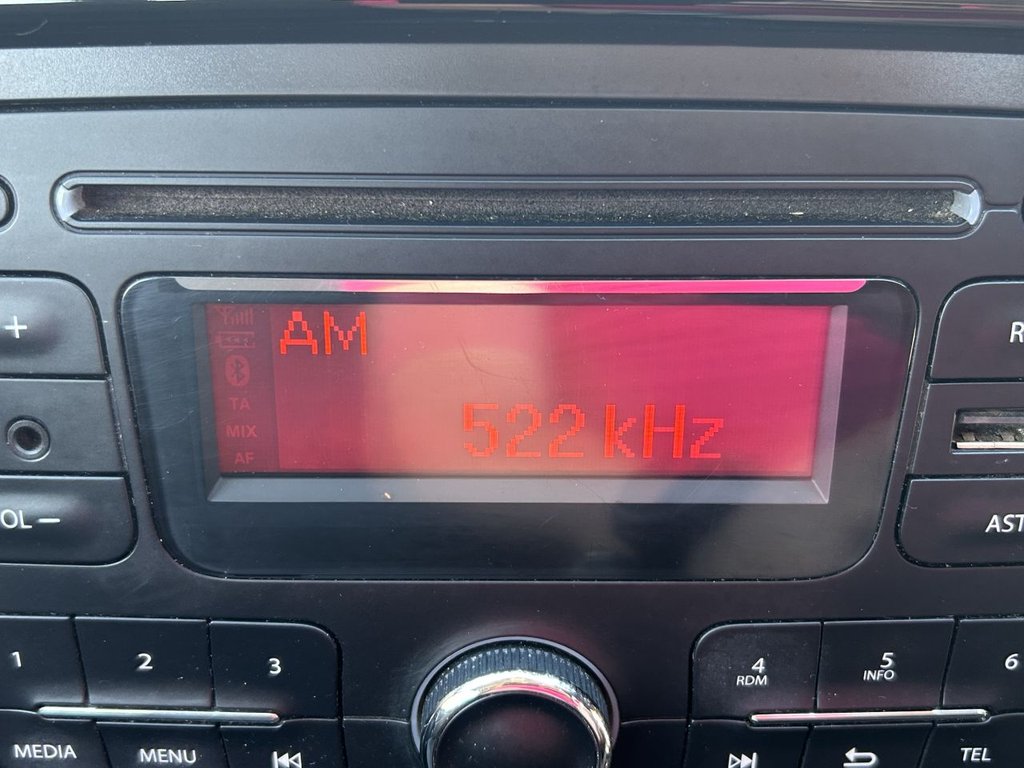 AM
TA
MIX
AF
522 kHz
+
R
OL –
AST
1
2
3
4
RDM
5
INFO
6
MEDIA
MENU
TEL